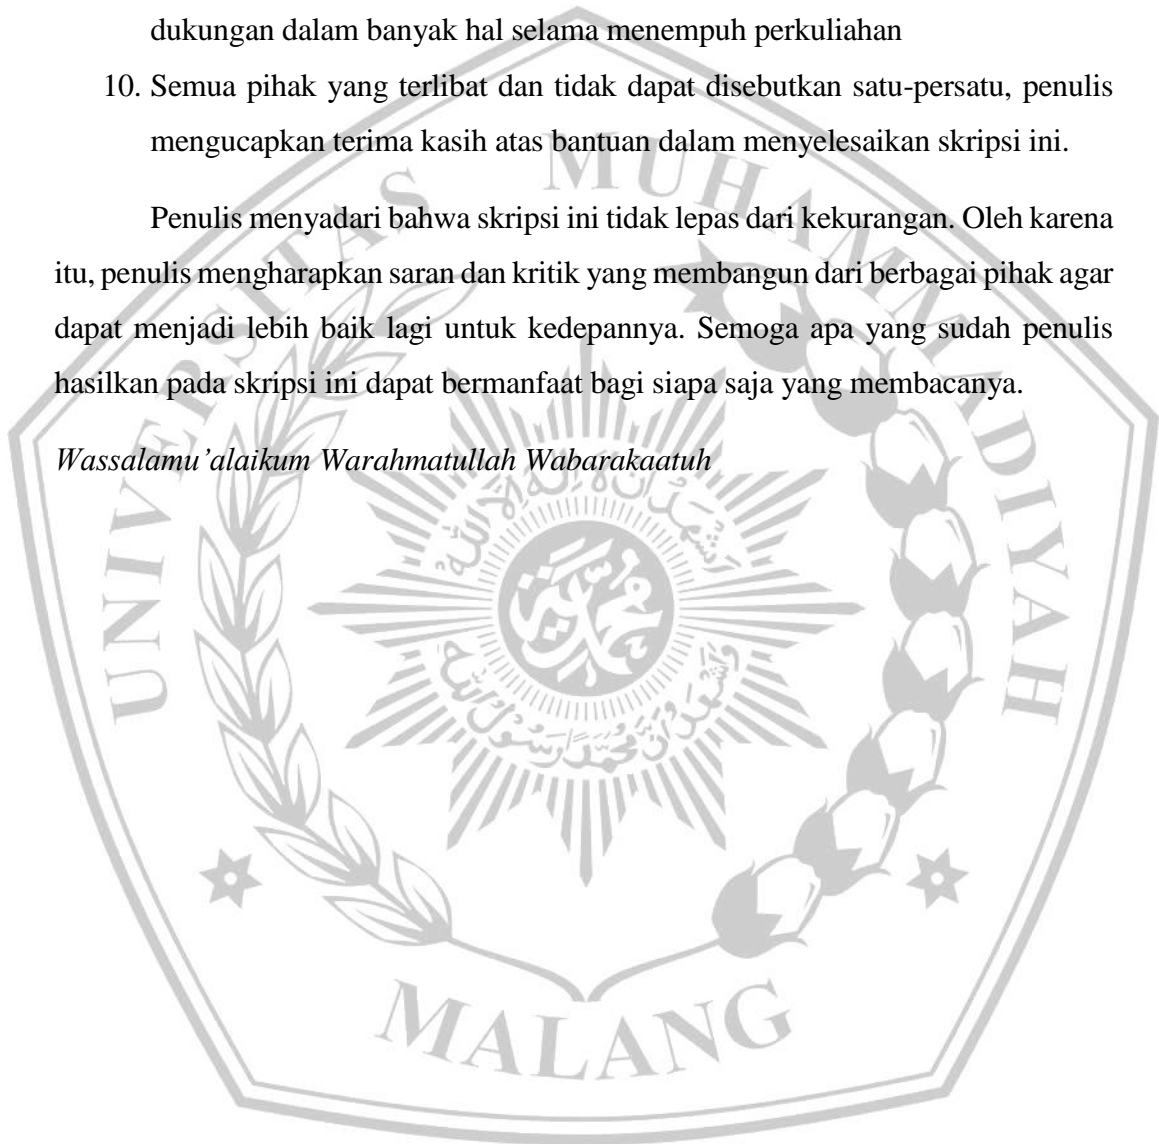 dukungan dalam banyak hal selama menempuh perkuliahan
10. Semua pihak yang terlibat dan tidak dapat disebutkan satu-persatu, penulis
mengucapkan terima kasih atas bantuan dalam menyelesaikan skripsi ini.
Penulis menyadari bahwa skripsi ini tidak lepas dari kekurangan. Oleh karena
itu, penulis mengharapkan saran dan kritik yang membangun dari berbagai pihak agar
dapat menjadi lebih baik lagi untuk kedepannya. Semoga apa yang sudah penulis
hasilkan pada skripsi ini dapat bermanfaat bagi siapa saja yang membacanya.
Wassalamu’alaikum Warahmatullah Wabarakaatuh
UNIVERSITAS MUHAMMADIYAH
MALANG